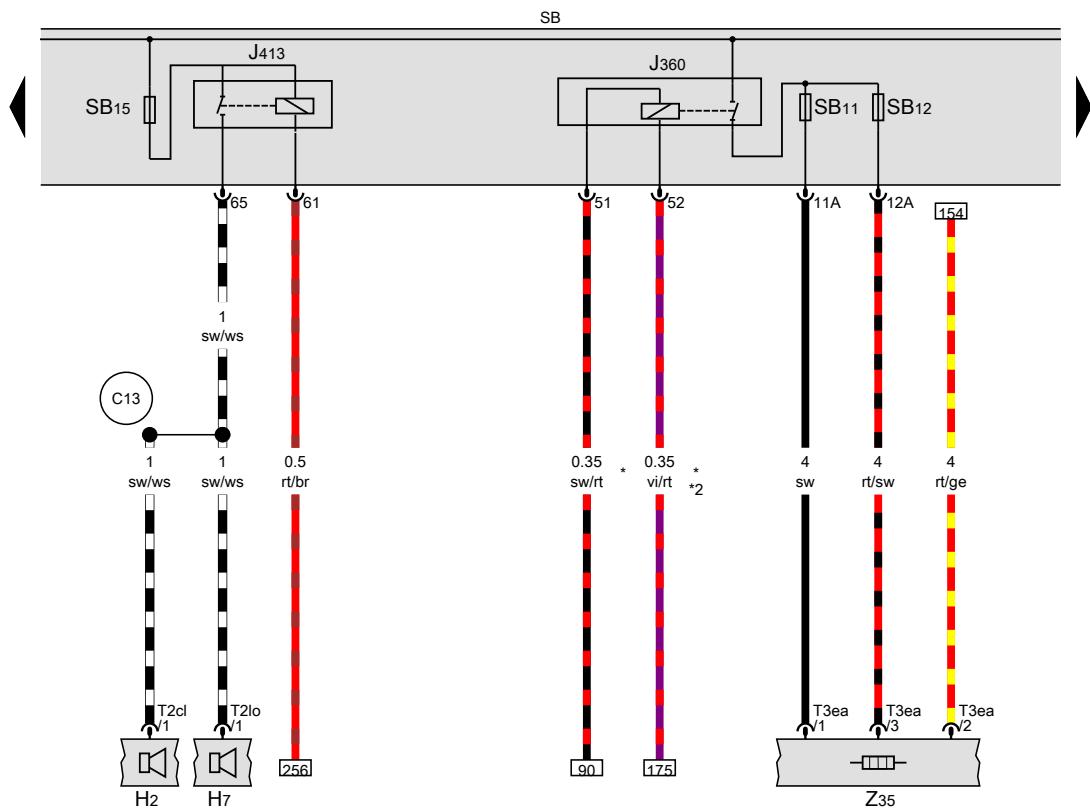 SB
J413
J360
SB15
SB11
SB12
65
61
51
52
11A
12A
154
1
sw/ws
C13
1
sw/ws
1
sw/ws
0.5
rt/br
0.35
sw/rt
*
0.35
vi/rt
*
*2
4
sw
4
rt/sw
4
rt/ge
T2cl
/1
T2lo
/1
T3ea
/1
T3ea
/3
T3ea
/2
256
90
175
H2
H7
Z35